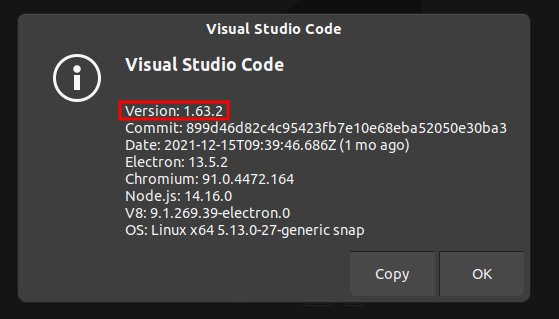 Visual Studio Code
Visual Studio Code
Version: 1.63.2
Commit: 899d46d82c4c95423fb7e10e68eba52050e30ba3
Date: 2021-12-15T09:39:46.686Z (1 mo ago)
Electron: 13.5.2
Chromium: 91.0.4472.164
Node.js: 14.16.0
V8: 9.1.269.39-electron.0
OS: Linux x64 5.13.0-27-generic snap
Copy
OK